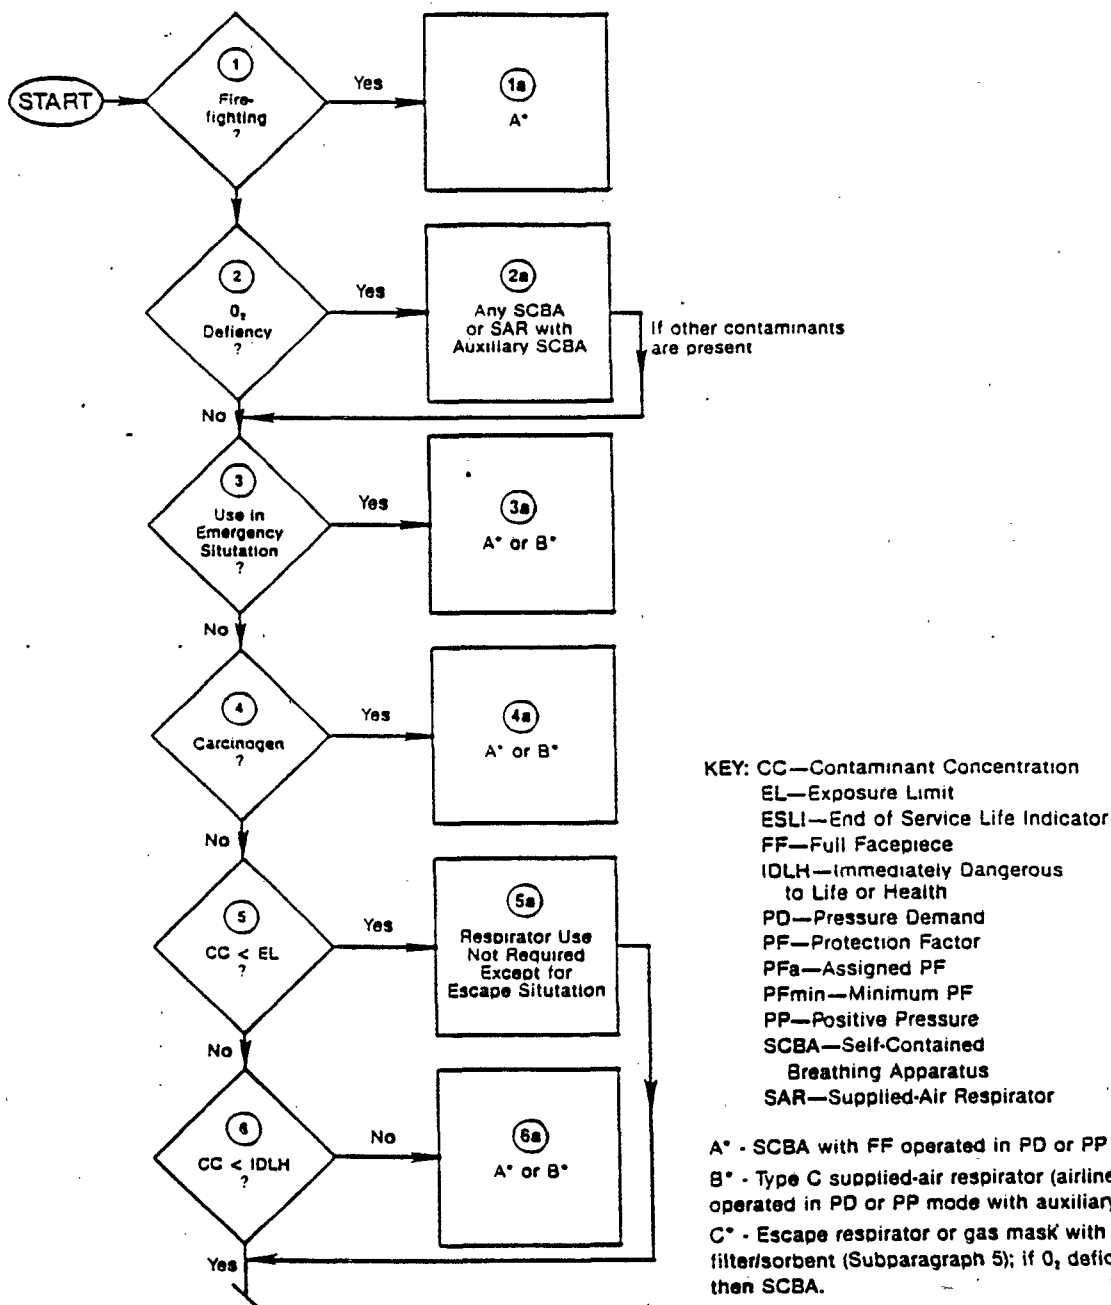 START
1
Fire-
fighting
?
Yes
1a
A*
2
O₂
Defiency
?
Yes
2a
Any SCBA
or SAR with
Auxiliary SCBA
If other contaminants
are present
No
3
Use in
Emergency
Situtation
?
Yes
3a
A* or B*
No
4
Carcinogen
?
Yes
4a
A* or B*
No
5
CC < EL
?
Yes
5a
Respirator Use
Not Required
Except for
Escape Situtation
No
6
CC < IDLH
?
No
6a
A* or B*
Yes
KEY: CC—Contaminant Concentration
EL—Exposure Limit
ESLI—End of Service Life Indicator
FF—Full Facepiece
IDLH—Immediately Dangerous
to Life or Health
PD—Pressure Demand
PF—Protection Factor
PFa—Assigned PF
PFmin—Minimum PF
PP—Positive Pressure
SCBA—Self-Contained
Breathing Apparatus
SAR—Supplied-Air Respirator
A* - SCBA with FF operated in PD or PP
B* - Type C supplied-air respirator (airline
operated in PD or PP mode with auxiliary
C* - Escape respirator or gas mask with
filter/sorbent (Subparagraph 5); if O₂ defic
then SCBA.